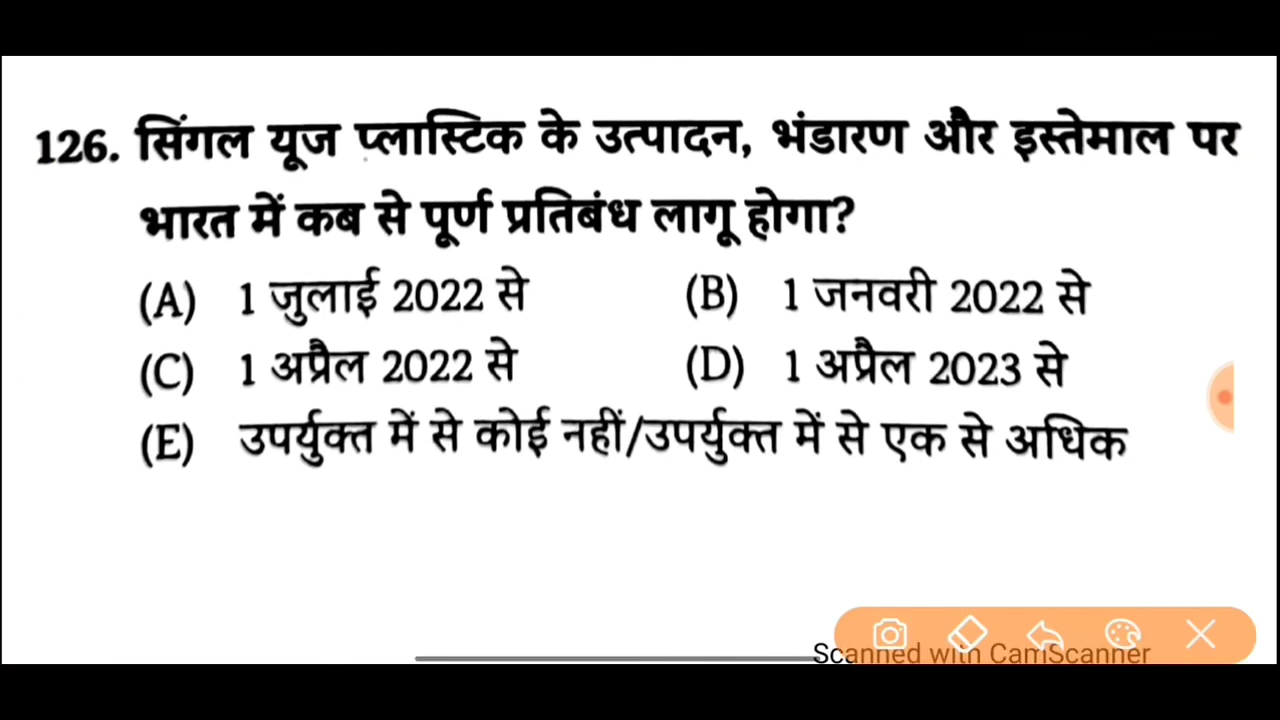 126. सिंगल यूज प्लास्टिक के उत्पादन, भंडारण और इस्तेमाल पर
भारत में कब से पूर्ण प्रतिबंध लागू होगा?
(A) 1 जुलाई 2022 से (B) 1 जनवरी 2022 से
(C) 1 अप्रैल 2022 से (D) 1 अप्रैल 2023 से
(E) उपर्युक्त में से कोई नहीं/उपर्युक्त में से एक से अधिक
Scanned with CamScanner